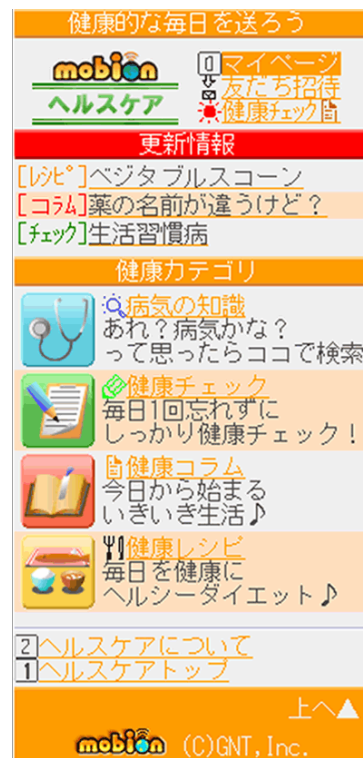 健康的な毎日を送ろう
mobion
ヘルスケア
0 マイページ
友だち招待
健康チェック
更新情報
[レシピ]ベジタブルスコーン
[コラム]薬の名前が違うけど？
[チェック]生活習慣病
健康カテゴリ
病気の知識
あれ？病気かな？
って思ったらココで検索
健康チェック
毎日1回忘れずに
しっかり健康チェック！
健康コラム
今日から始まる
いきいき生活♪
健康レシピ
毎日を健康に
ヘルシーダイエット♪
2 ヘルスケアについて
1 ヘルスケアトップ
上へ▲
mobion (C)GNT,Inc.